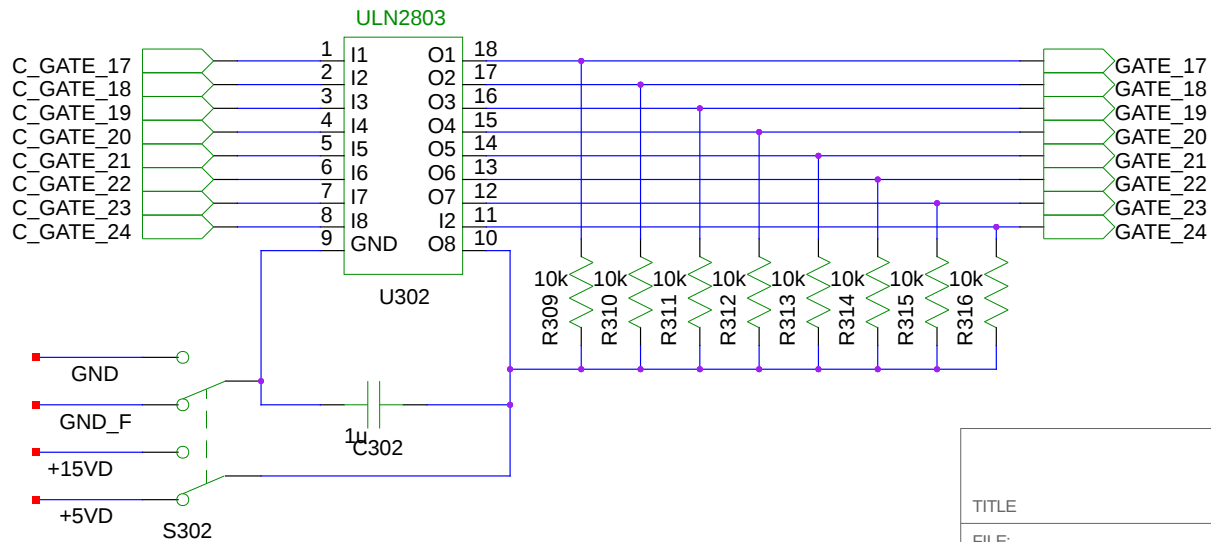 ULN2803
C_GATE_17 1 I1 O1 18 GATE_17
C_GATE_18 2 I2 O2 17 GATE_18
C_GATE_19 3 I3 O3 16 GATE_19
C_GATE_20 4 I4 O4 15 GATE_20
C_GATE_21 5 I5 O5 14 GATE_21
C_GATE_22 6 I6 O6 13 GATE_22
C_GATE_23 7 I7 O7 12 GATE_23
C_GATE_24 8 I8 I2 11 GATE_24
9 GND O8 10
U302
10k 10k 10k 10k 10k 10k 10k 10k
R309 R310 R311 R312 R313 R314 R315 R316
GND
GND_F
1u
C302
+15VD
+5VD
S302
TITLE
FILE: